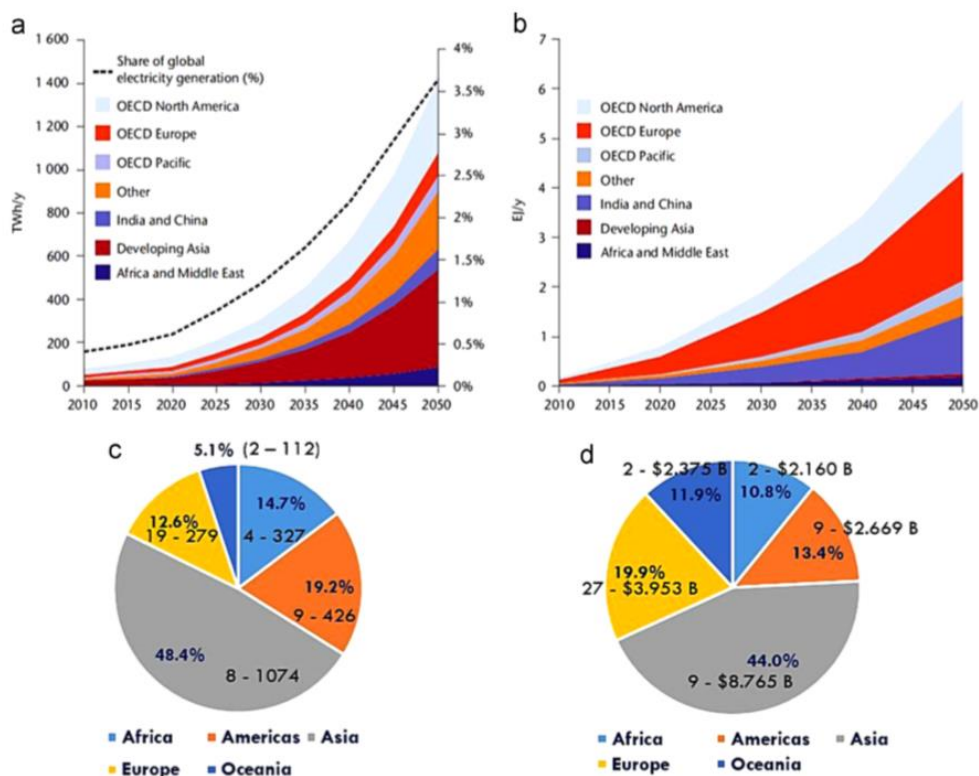 a
1 600
1 400
1 200
1 000
800
600
400
200
0
TWh/y
4%
3.5%
3%
2.5%
2%
1.5%
1%
0.5%
0%
Share of global
electricity generation (%)
OECD North America
OECD Europe
OECD Pacific
Other
India and China
Developing Asia
Africa and Middle East
2010 2015 2020 2025 2030 2035 2040 2045 2050
b
7
6
5
4
3
2
1
0
EJ/y
OECD North America
OECD Europe
OECD Pacific
Other
India and China
Developing Asia
Africa and Middle East
2010 2015 2020 2025 2030 2035 2040 2045 2050
c
5.1% (2 – 112)
14.7%
4 - 327
12.6%
19 - 279
19.2%
9 - 426
48.4%
8 - 1074
Africa Americas Asia
Europe Oceania
d
2 - $2.375 B
11.9%
2 - $2.160 B
10.8%
9 - $2.669 B
13.4%
19.9%
27 - $3.953 B
44.0%
9 - $8.765 B
Africa Americas Asia
Europe Oceania